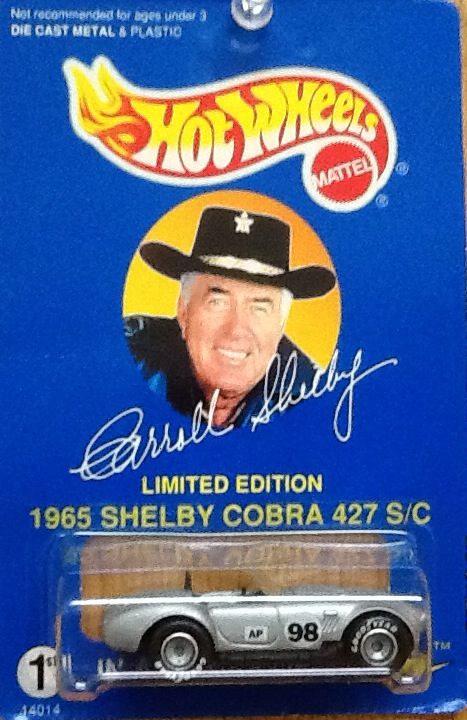 Not recommended for ages under 3
DIE CAST METAL & PLASTIC
HOT WHEELS
MATTEL
®
®
Carroll Shelby
LIMITED EDITION
1965 SHELBY COBRA 427 S/C
AP
98
GOODYEAR
TM
1st
14014